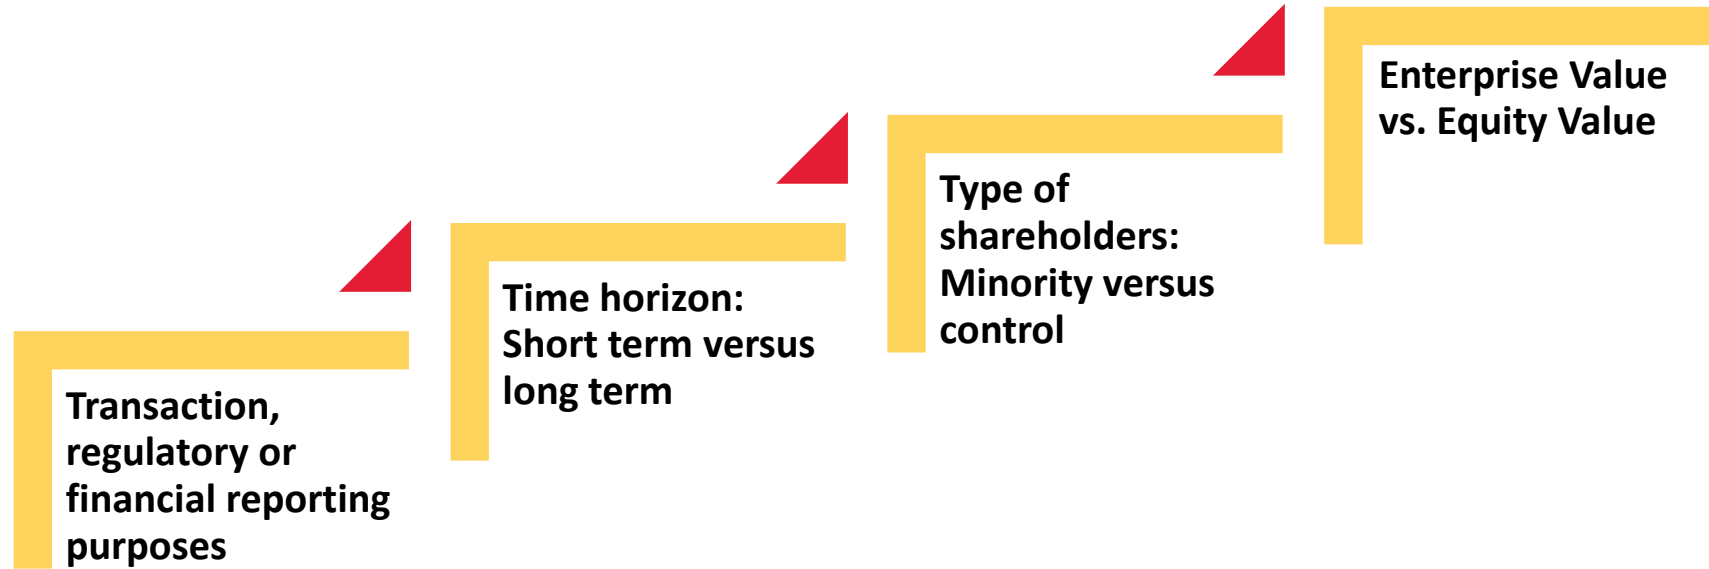 Transaction,
regulatory or
financial reporting
purposes
Time horizon:
Short term versus
long term
Type of
shareholders:
Minority versus
control
Enterprise Value
vs. Equity Value